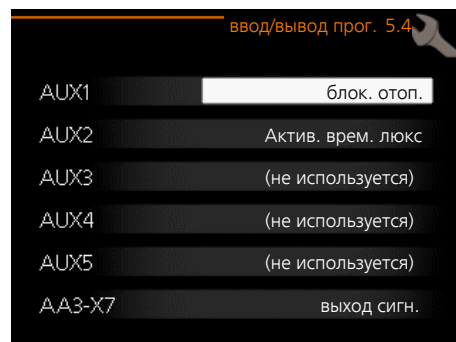 ввод/вывод прог. 5.4
AUX1 блок. отоп.
AUX2 Актив. врем. люкс
AUX3 (не используется)
AUX4 (не используется)
AUX5 (не используется)
AA3-X7 выход сигн.